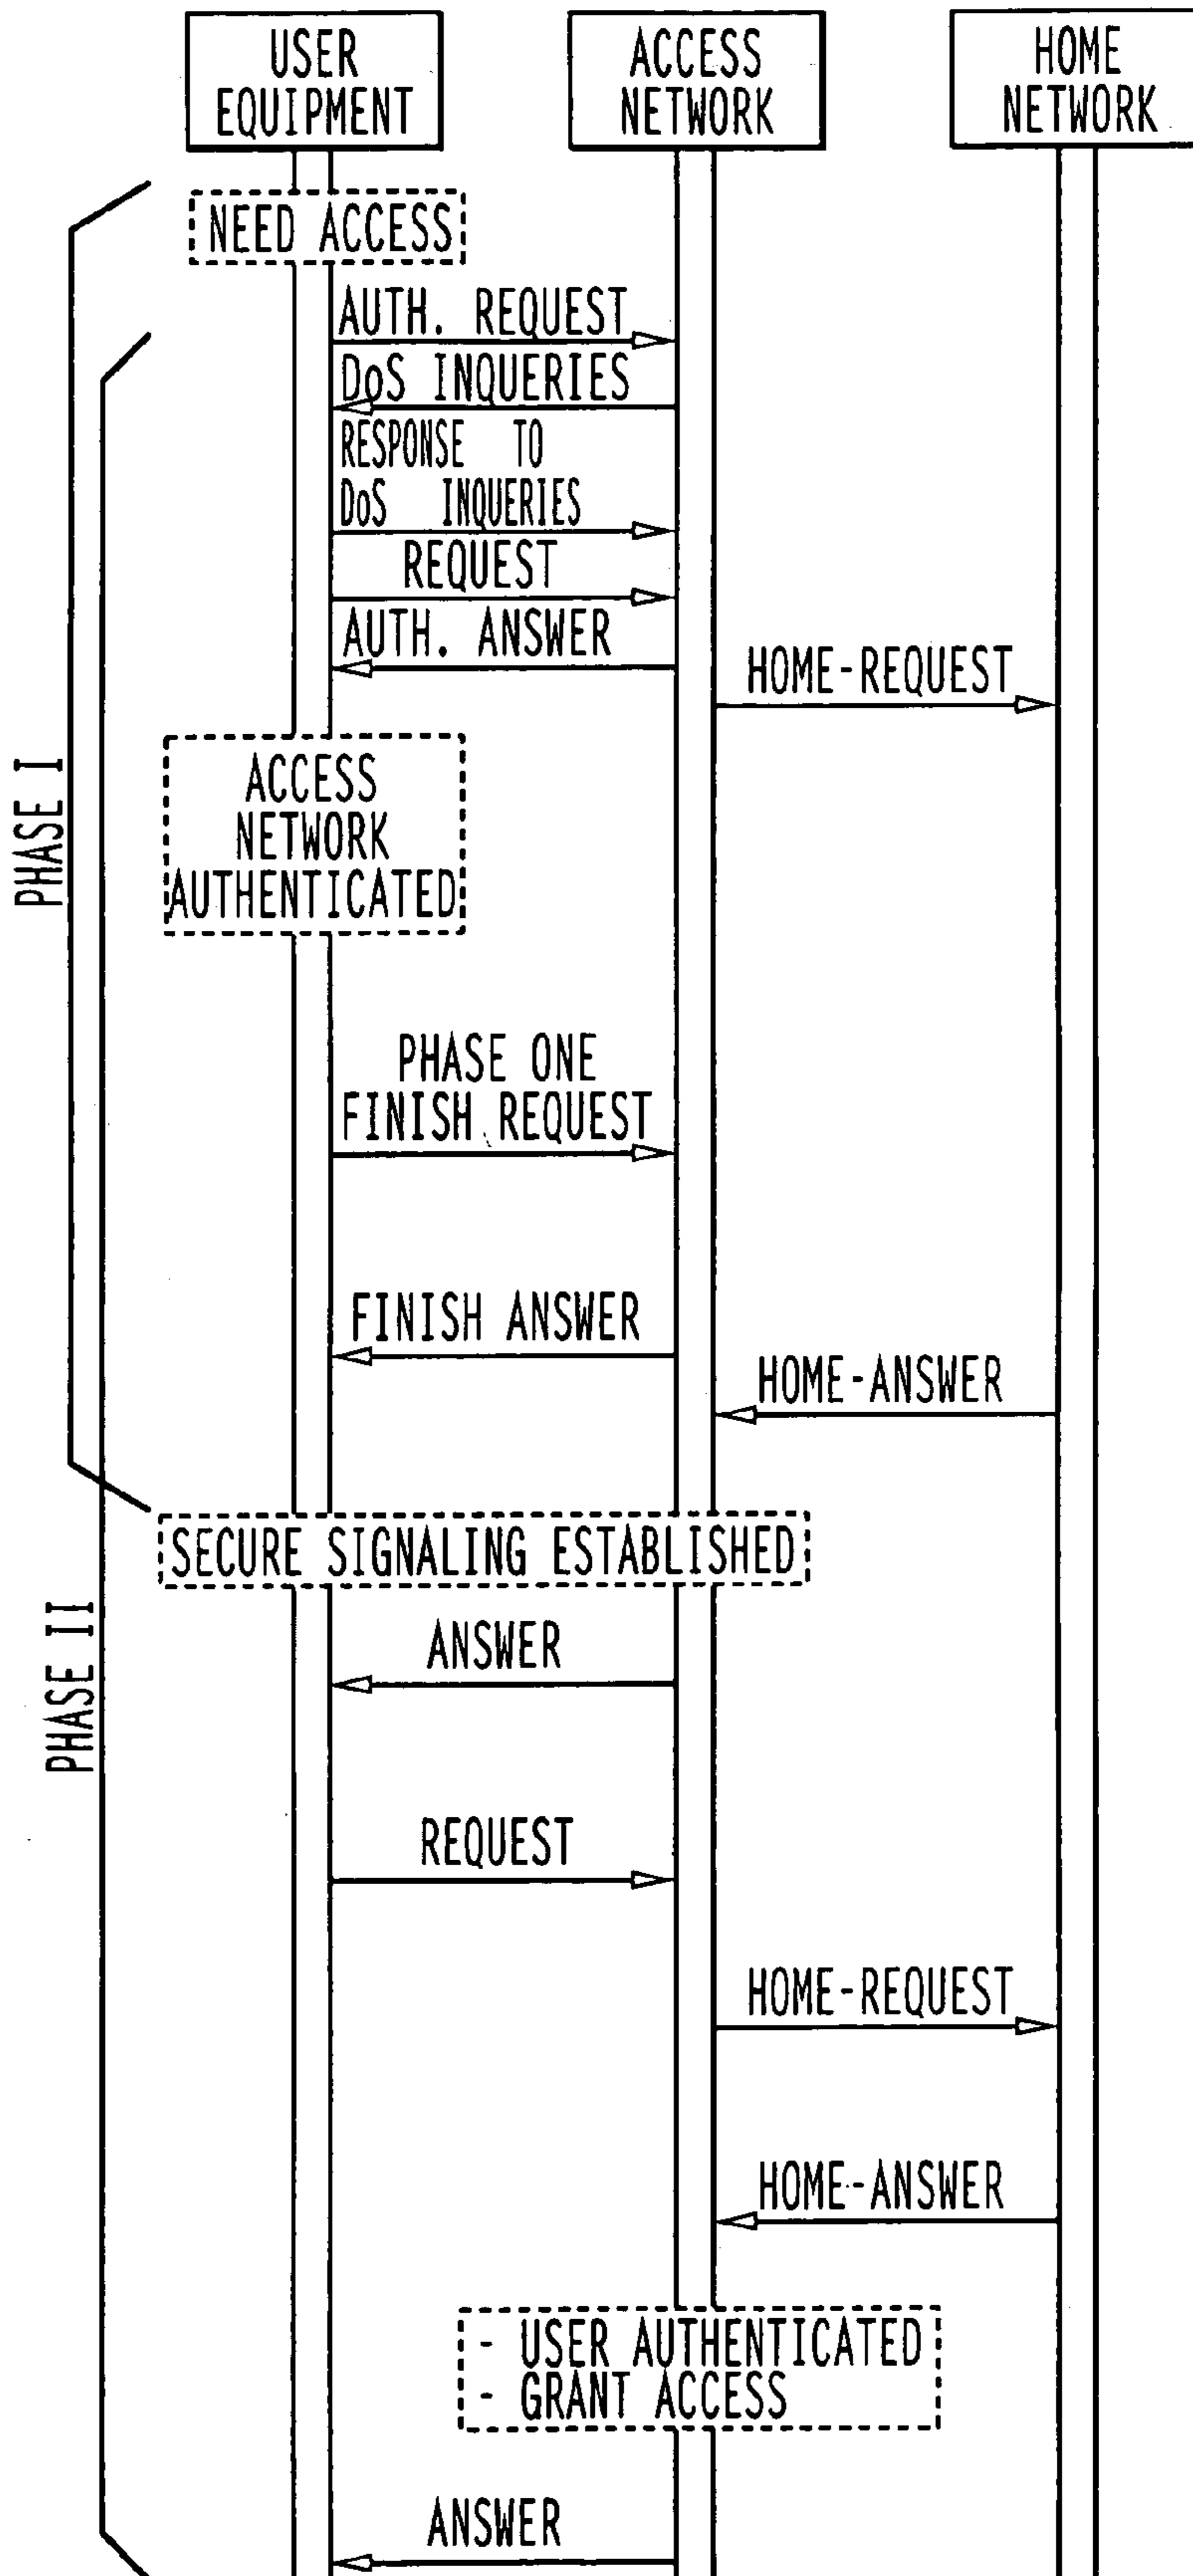 USER
EQUIPMENT
ACCESS
NETWORK
HOME
NETWORK
NEED ACCESS
AUTH. REQUEST
DoS INQUERIES
RESPONSE TO
DoS INQUERIES
REQUEST
AUTH. ANSWER
HOME-REQUEST
PHASE I
ACCESS
NETWORK
AUTHENTICATED
PHASE ONE
FINISH REQUEST
FINISH ANSWER
HOME-ANSWER
SECURE SIGNALING ESTABLISHED
PHASE II
ANSWER
REQUEST
HOME-REQUEST
HOME-ANSWER
- USER AUTHENTICATED
- GRANT ACCESS
ANSWER